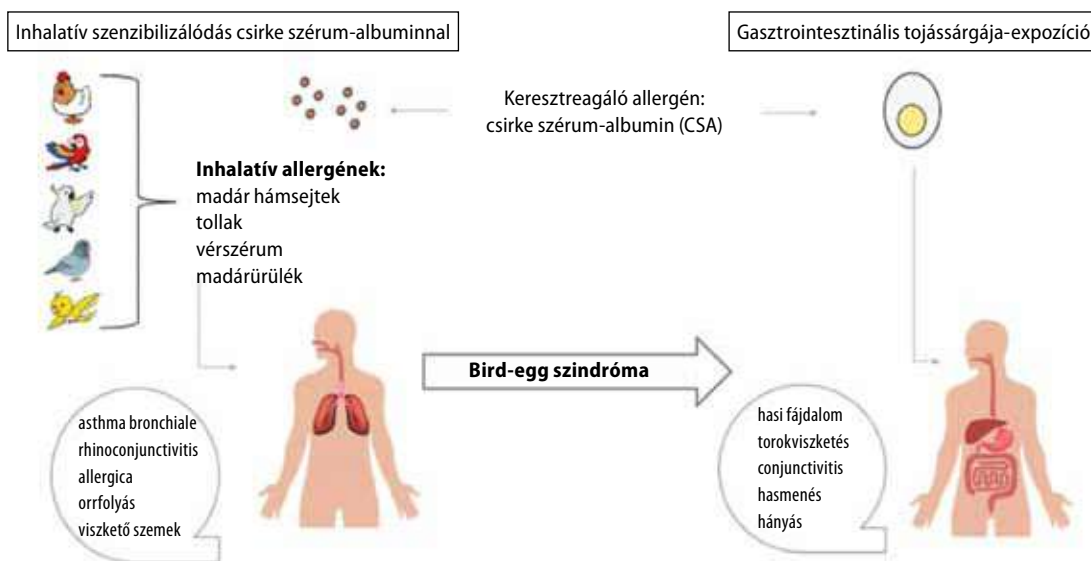 Inhalatív szenzibilizálódás csirke szérum-albuminnal
Gasztrointesztinális tojássárgája-expozíció
Keresztreagáló allergén:
csirke szérum-albumin (CSA)
Inhalatív allergének:
madár hámsejtek
tollak
vérszérum
madárürülék
Bird-egg szindróma
asthma bronchiale
rhinoconjunctivitis
allergica
orrfolyás
viszkető szemek
hasi fájdalom
torokviszketés
conjunctivitis
hasmenés
hányás